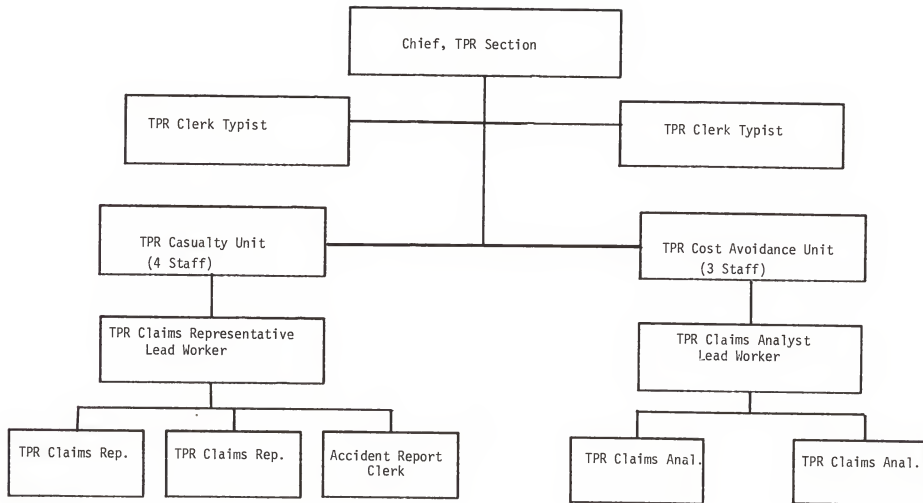 Chief, TPR Section
TPR Clerk Typist
TPR Clerk Typist
TPR Casualty Unit
(4 Staff)
TPR Cost Avoidance Unit
(3 Staff)
TPR Claims Representative
Lead Worker
TPR Claims Analyst
Lead Worker
TPR Claims Rep.
TPR Claims Rep.
Accident Report
Clerk
TPR Claims Anal.
TPR Claims Anal.